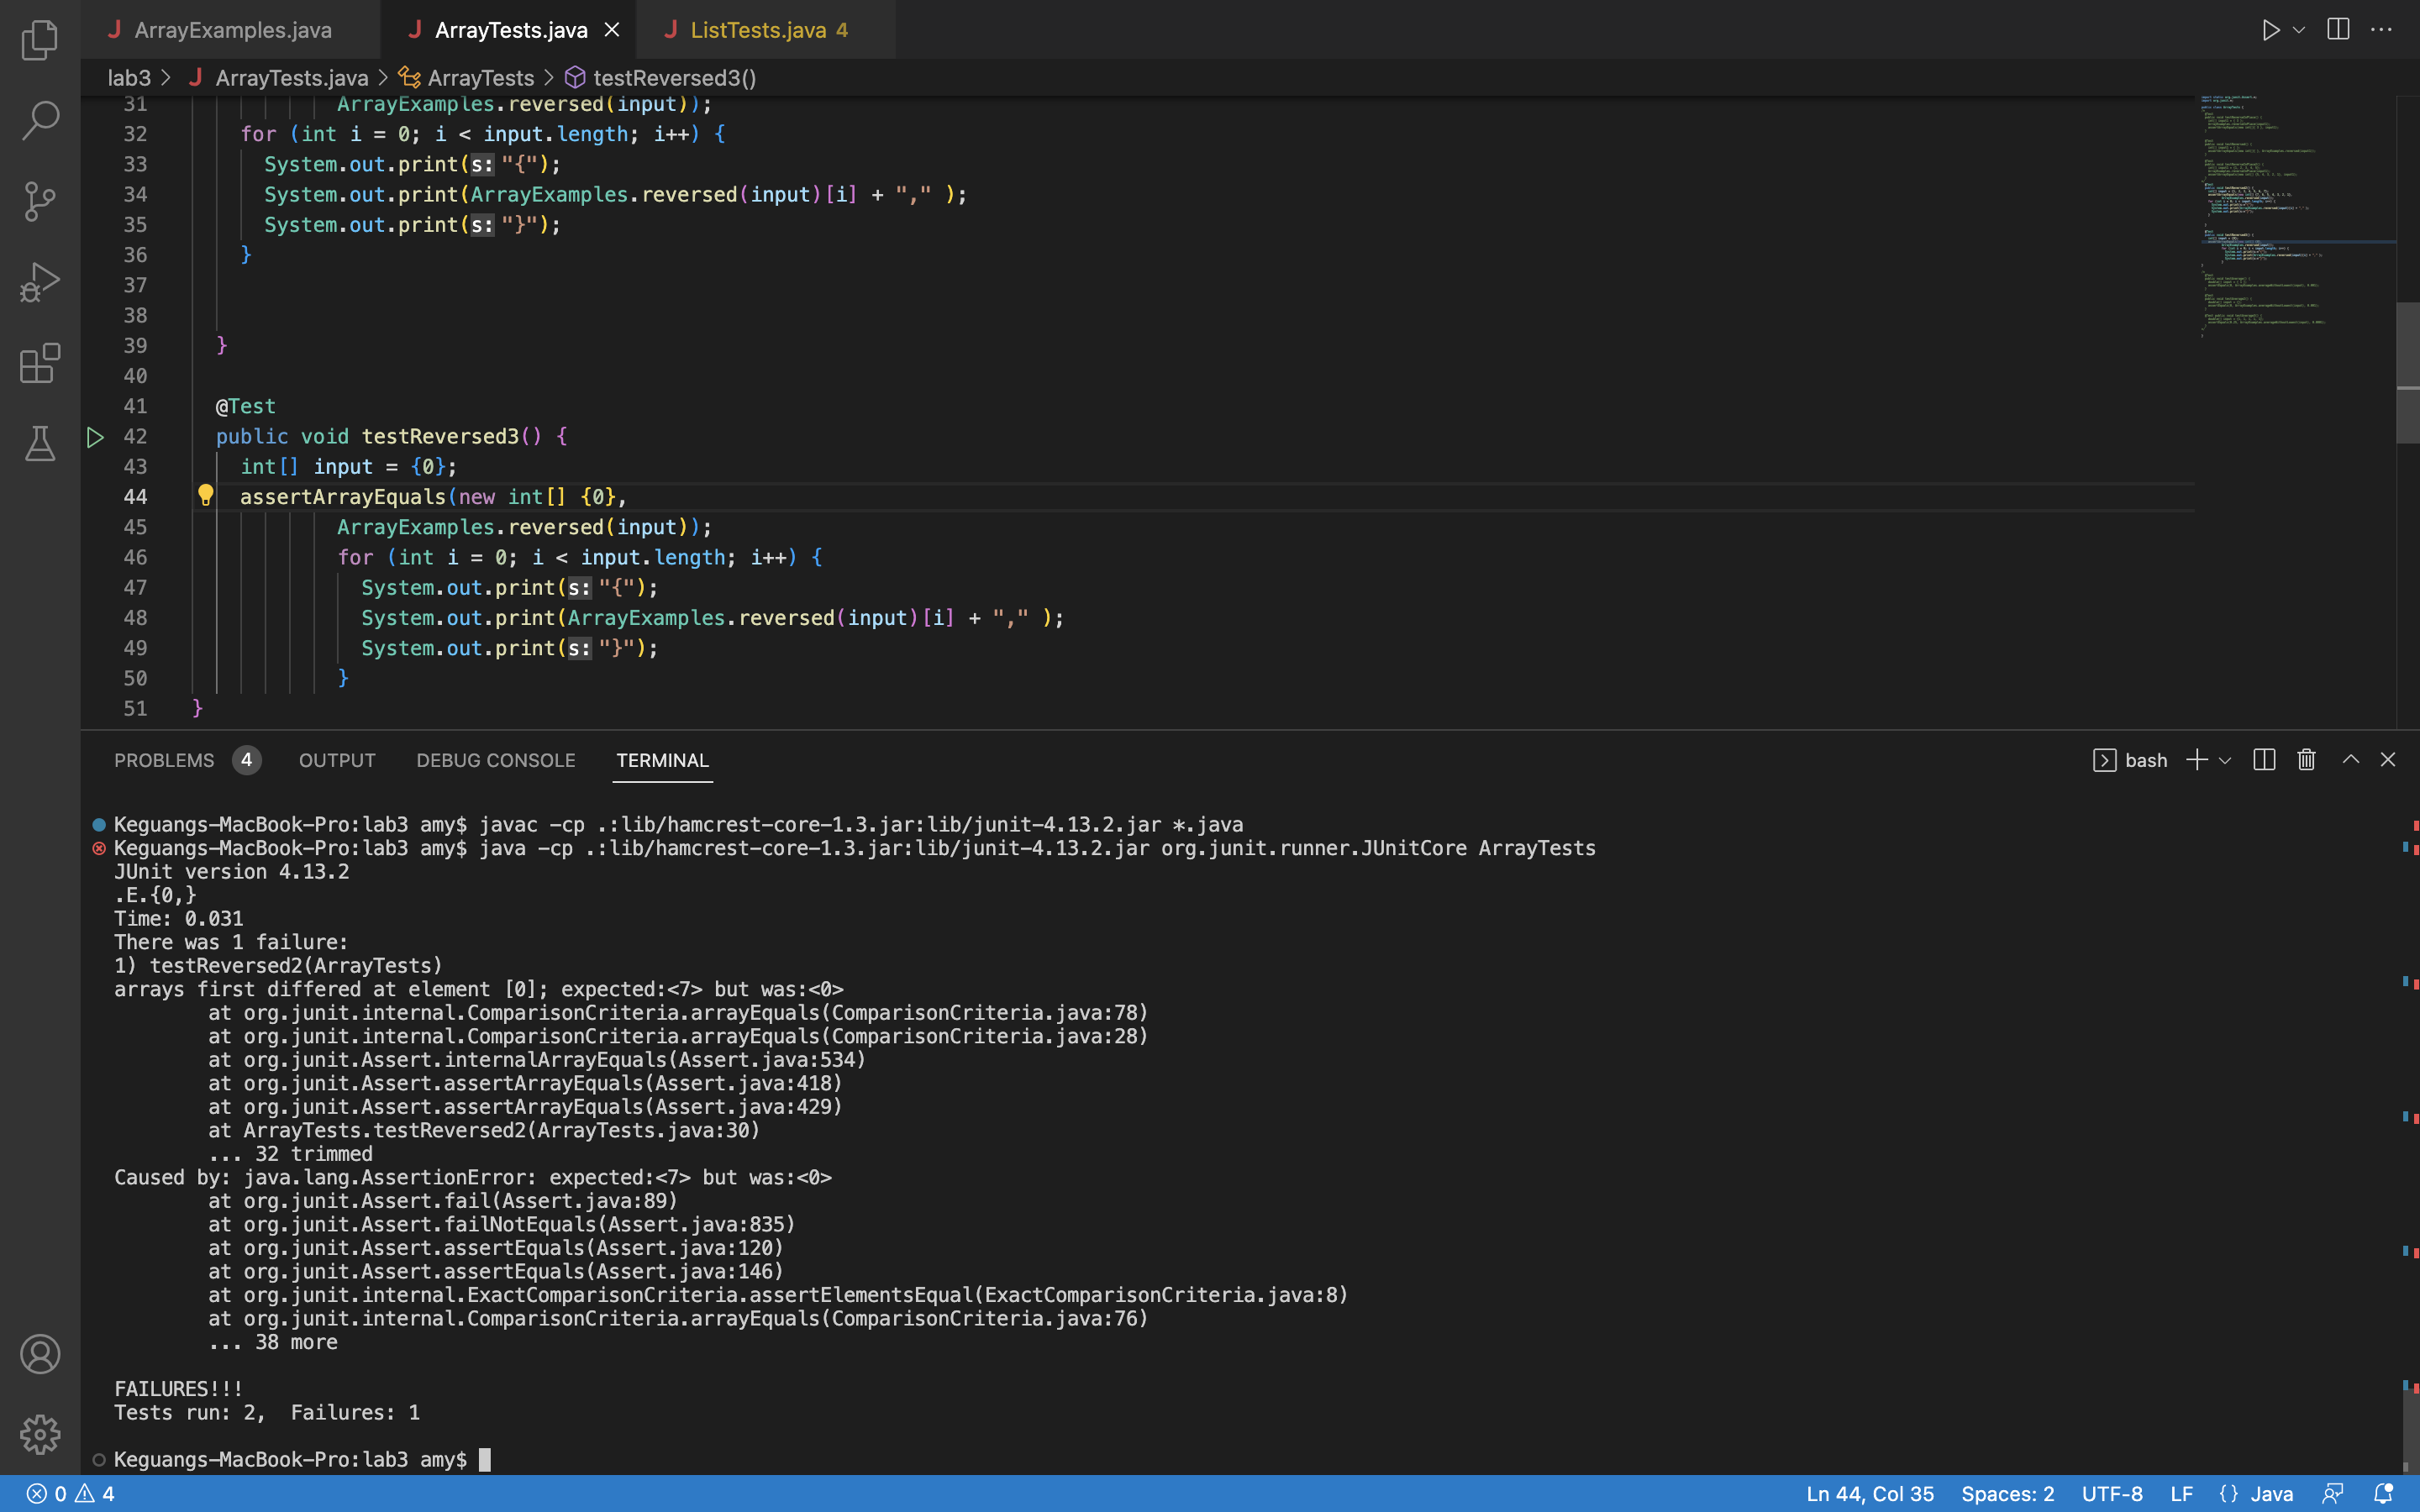 ArrayExamples.java
ArrayTests.java
ListTests.java 4
lab3 > ArrayTests.java > ArrayTests > testReversed3()
31 ArrayExamples.reversed(input));
32 for (int i = 0; i < input.length; i++) {
33 System.out.print(s: "{");
34 System.out.print(ArrayExamples.reversed(input)[i] + "," );
35 System.out.print(s: "}");
36 }
37
38
39 }
40
41 @Test
42 public void testReversed3() {
43 int[] input = {0};
44 assertArrayEquals(new int[] {0},
45 ArrayExamples.reversed(input));
46 for (int i = 0; i < input.length; i++) {
47 System.out.print(s: "{");
48 System.out.print(ArrayExamples.reversed(input)[i] + "," );
49 System.out.print(s: "}");
50 }
51 }
PROBLEMS 4 OUTPUT DEBUG CONSOLE TERMINAL bash
Keguangs-MacBook-Pro:lab3 amy$ javac -cp .:lib/hamcrest-core-1.3.jar:lib/junit-4.13.2.jar *.java
Keguangs-MacBook-Pro:lab3 amy$ java -cp .:lib/hamcrest-core-1.3.jar:lib/junit-4.13.2.jar org.junit.runner.JUnitCore ArrayTests
JUnit version 4.13.2
.E.{0,}
Time: 0.031
There was 1 failure:
1) testReversed2(ArrayTests)
arrays first differed at element [0]; expected:<7> but was:<0>
at org.junit.internal.ComparisonCriteria.arrayEquals(ComparisonCriteria.java:78)
at org.junit.internal.ComparisonCriteria.arrayEquals(ComparisonCriteria.java:28)
at org.junit.Assert.internalArrayEquals(Assert.java:534)
at org.junit.Assert.assertArrayEquals(Assert.java:418)
at org.junit.Assert.assertArrayEquals(Assert.java:429)
at ArrayTests.testReversed2(ArrayTests.java:30)
... 32 trimmed
Caused by: java.lang.AssertionError: expected:<7> but was:<0>
at org.junit.Assert.fail(Assert.java:89)
at org.junit.Assert.failNotEquals(Assert.java:835)
at org.junit.Assert.assertEquals(Assert.java:120)
at org.junit.Assert.assertEquals(Assert.java:146)
at org.junit.internal.ExactComparisonCriteria.assertElementsEqual(ExactComparisonCriteria.java:8)
at org.junit.internal.ComparisonCriteria.arrayEquals(ComparisonCriteria.java:76)
... 38 more
FAILURES!!!
Tests run: 2,  Failures: 1
Keguangs-MacBook-Pro:lab3 amy$
0 4 Ln 44, Col 35 Spaces: 2 UTF-8 LF {} Java